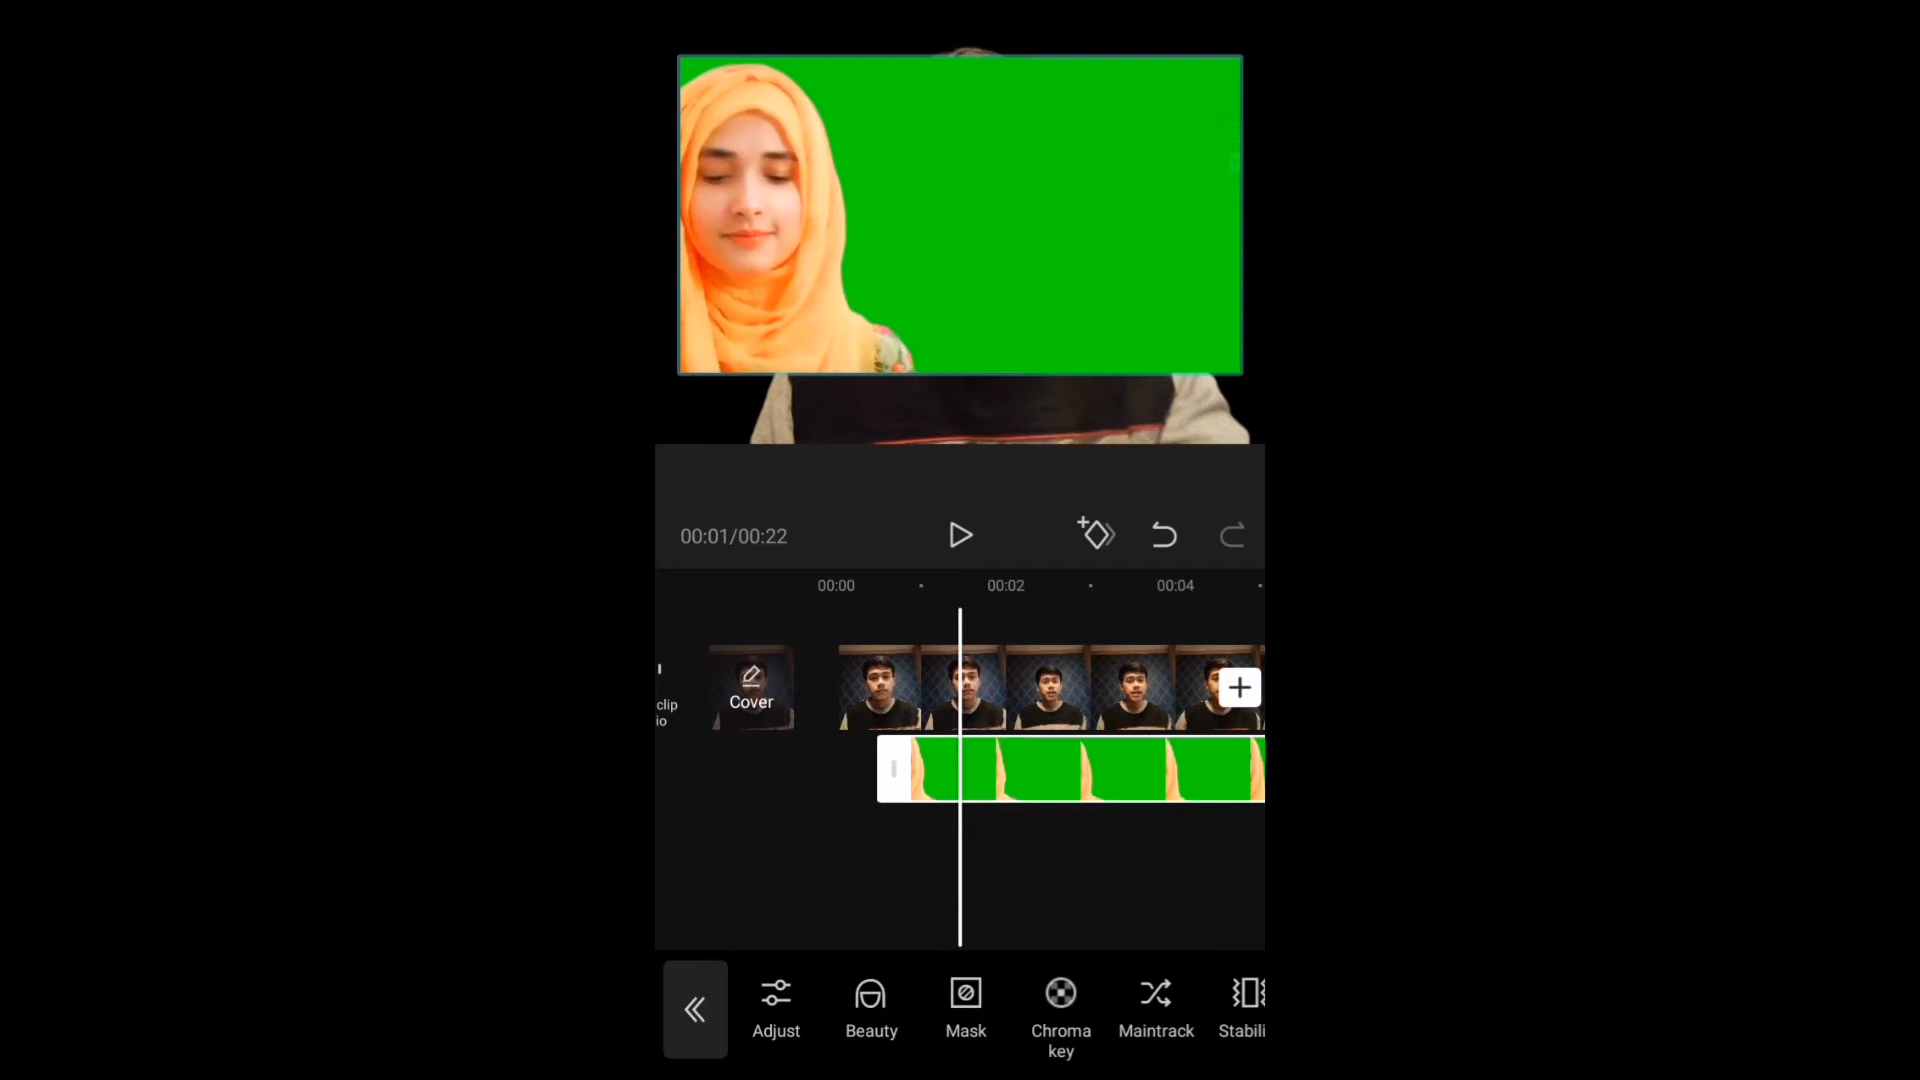 00:01/00:22
00:00
00:02
00:04
clip
io
Cover
Adjust
Beauty
Mask
Chroma
key
Maintrack
Stabili